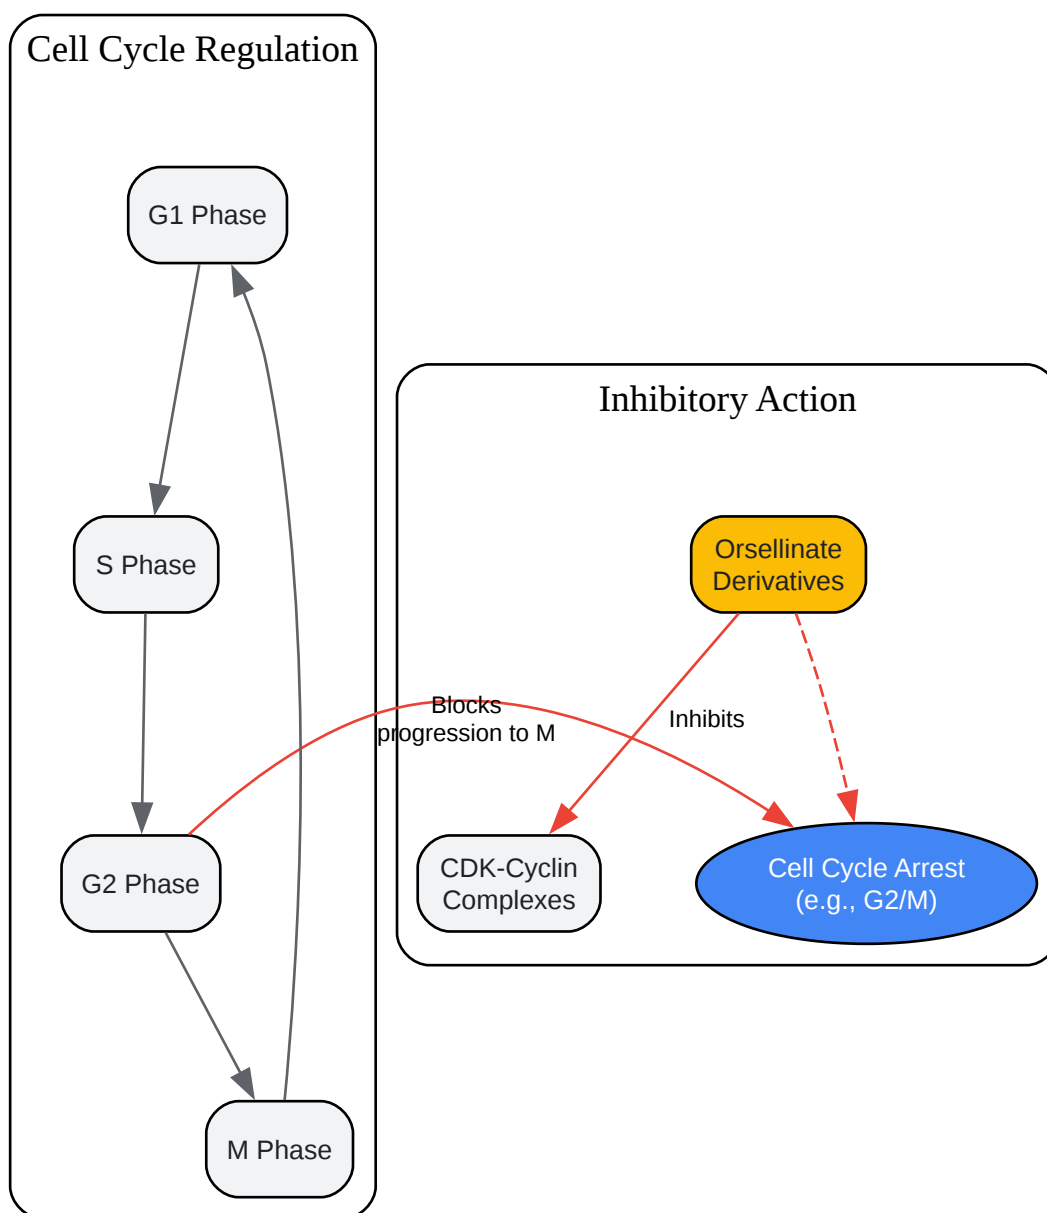 Cell Cycle Regulation
G1 Phase
S Phase
G2 Phase
M Phase
Inhibitory Action
Orsellinate
Derivatives
Blocks
progression to M
Inhibits
CDK-Cyclin
Complexes
Cell Cycle Arrest
(e.g., G2/M)